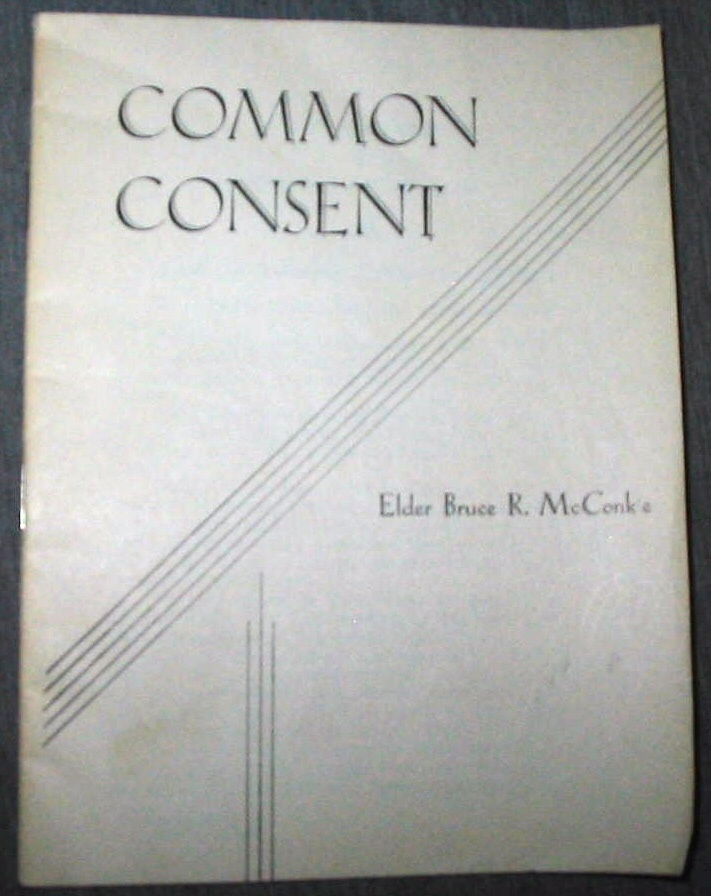 COMMON
CONSENT
Elder Bruce R. McConkie